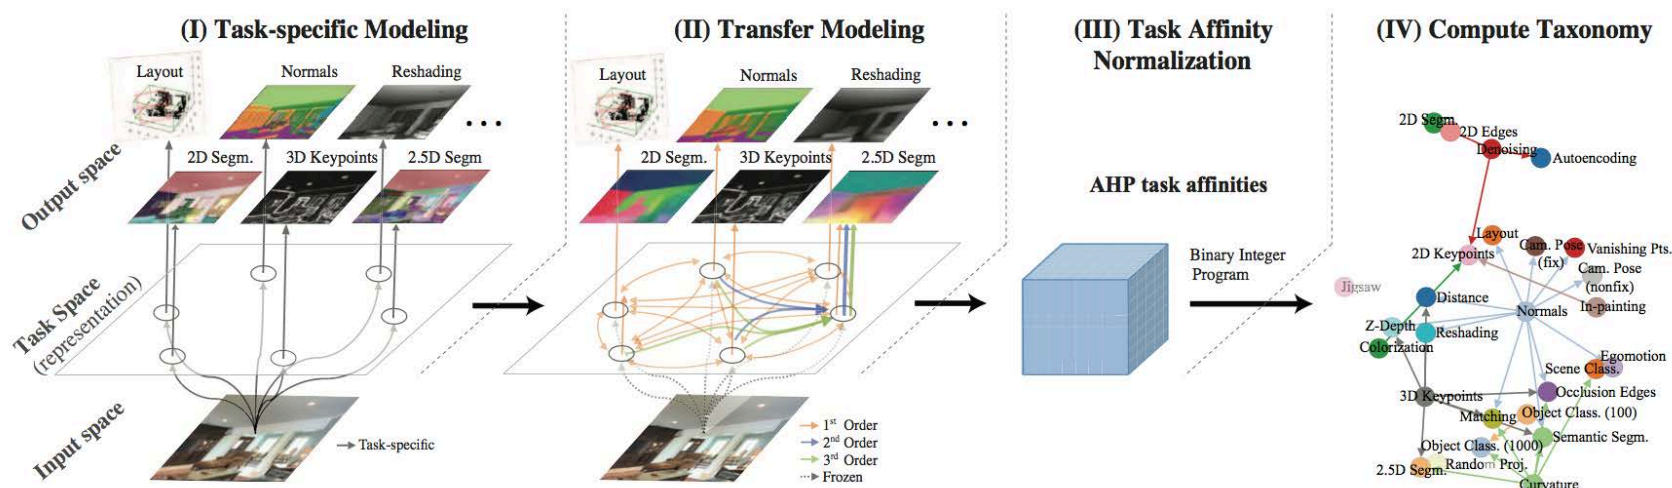 (I) Task-specific Modeling
Layout
Normals
Reshading
...
2D Segm.
3D Keypoints
2.5D Segm
Output space
Task Space
(representation)
Input space
Task-specific
(II) Transfer Modeling
Layout
Normals
Reshading
...
2D Segm.
3D Keypoints
2.5D Segm
1st Order
2nd Order
3rd Order
Frozen
(III) Task Affinity
Normalization
AHP task affinities
Binary Integer
Program
(IV) Compute Taxonomy
2D Segm.
2D Edges
Denoising
Autoencoding
Layout
2D Keypoints
Cam. Pose
(fix)
Vanishing Pts.
Cam. Pose
(nonfix)
Jigsaw
Distance
Normals
In-painting
Z-Depth
Reshading
Colorization
Egomotion
Scene Class.
3D Keypoints
Occlusion Edges
Matching
Object Class. (100)
Semantic Segm.
Object Class. (1000)
2.5D Segm.
Random Proj.
Curvature